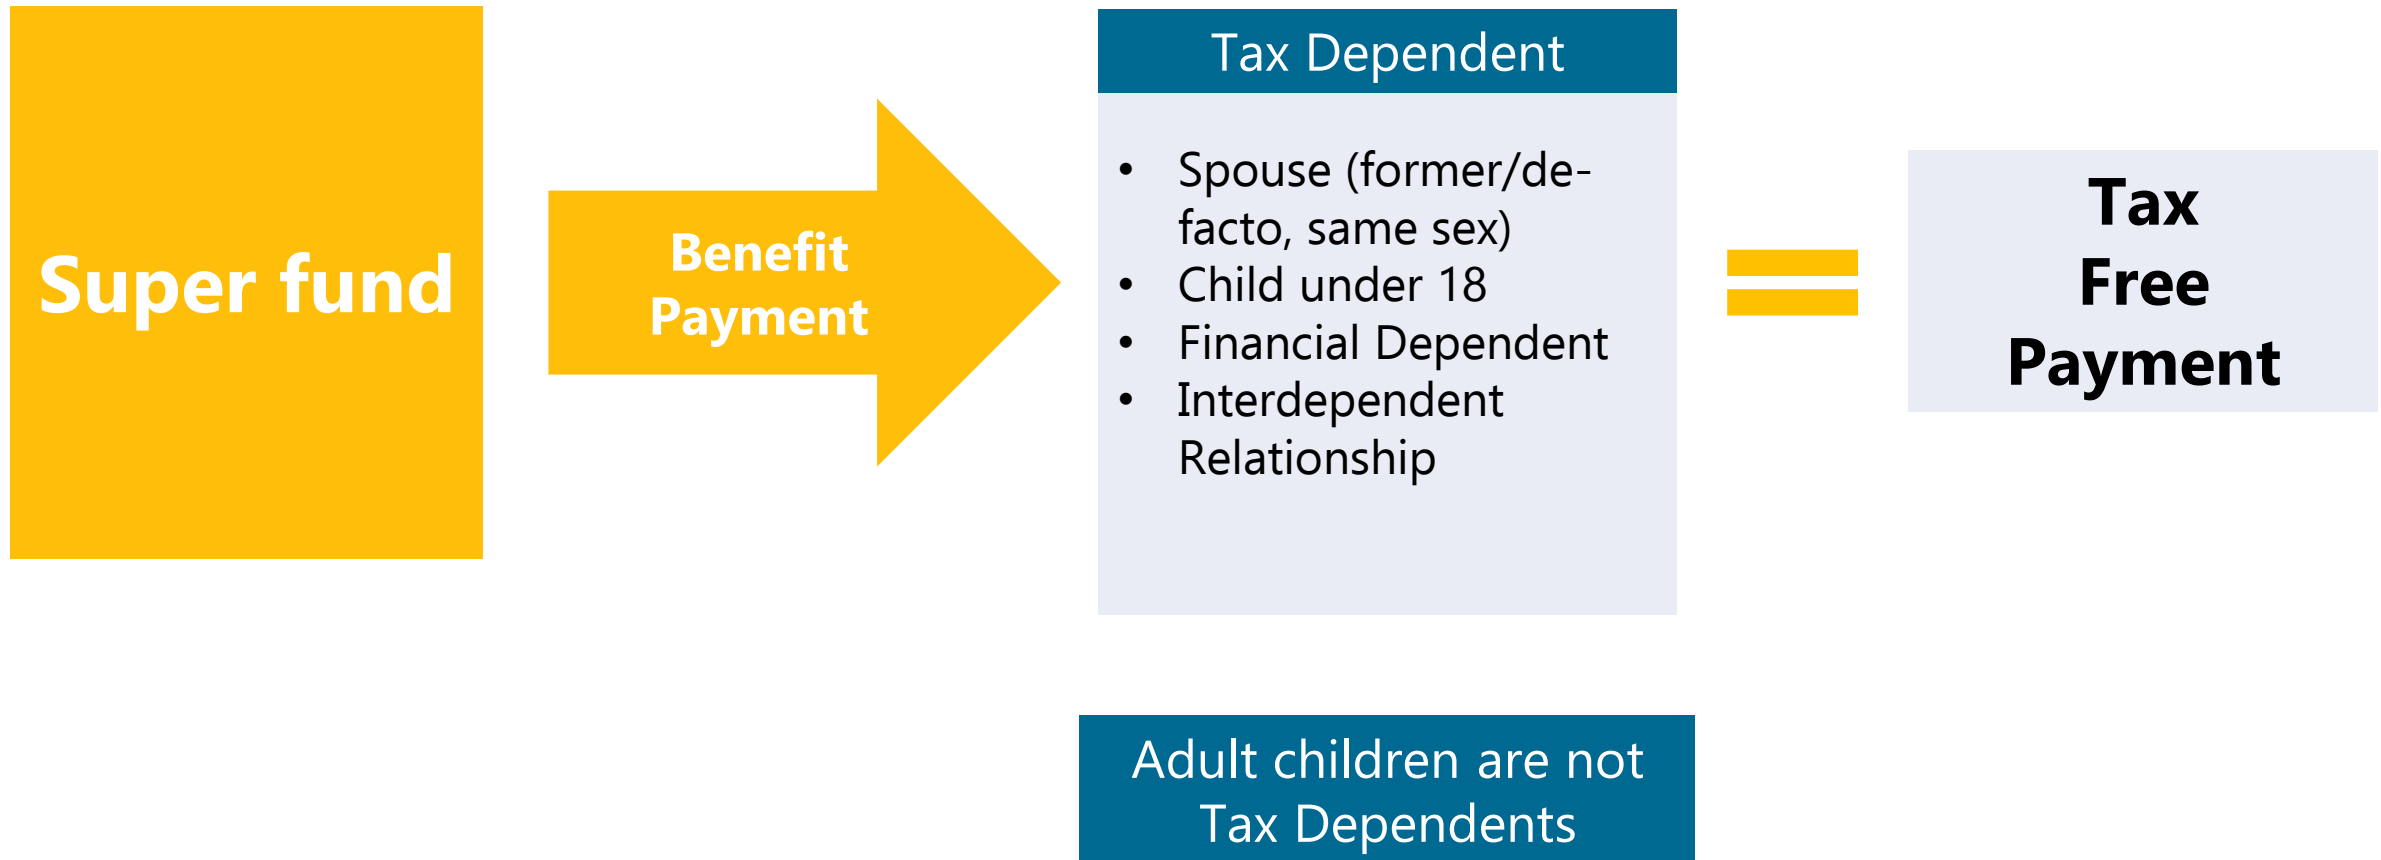 Super fund
Benefit
Payment
Tax Dependent
• Spouse (former/de-
facto, same sex)
• Child under 18
• Financial Dependent
• Interdependent
Relationship
Tax
Free
Payment
Adult children are not
Tax Dependents